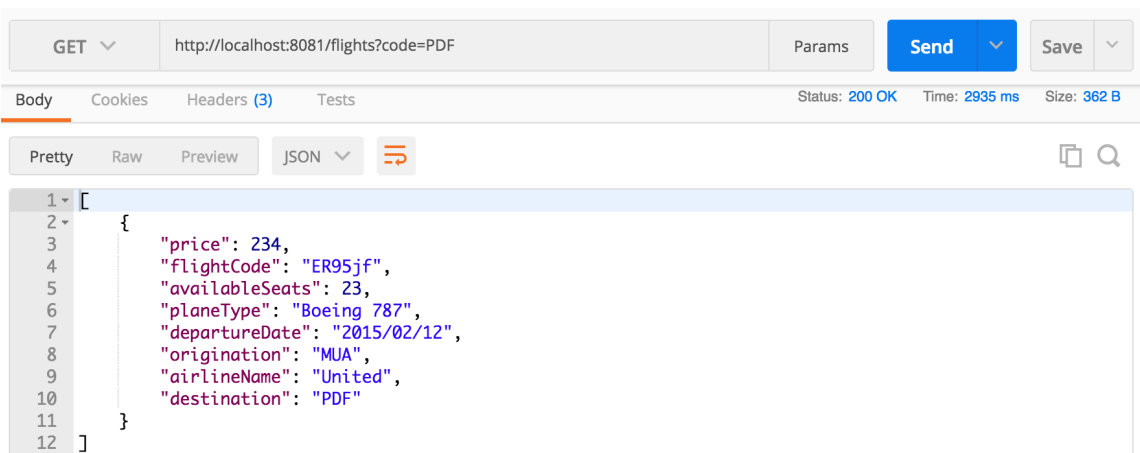 GET http://localhost:8081/flights?code=PDF Params Send Save
Body Cookies Headers (3) Tests Status: 200 OK Time: 2935 ms Size: 362 B
Pretty Raw Preview JSON
1 [
2 {
3 "price": 234,
4 "flightCode": "ER95jf",
5 "availableSeats": 23,
6 "planeType": "Boeing 787",
7 "departureDate": "2015/02/12",
8 "origination": "MUA",
9 "airlineName": "United",
10 "destination": "PDF"
11 }
12 ]